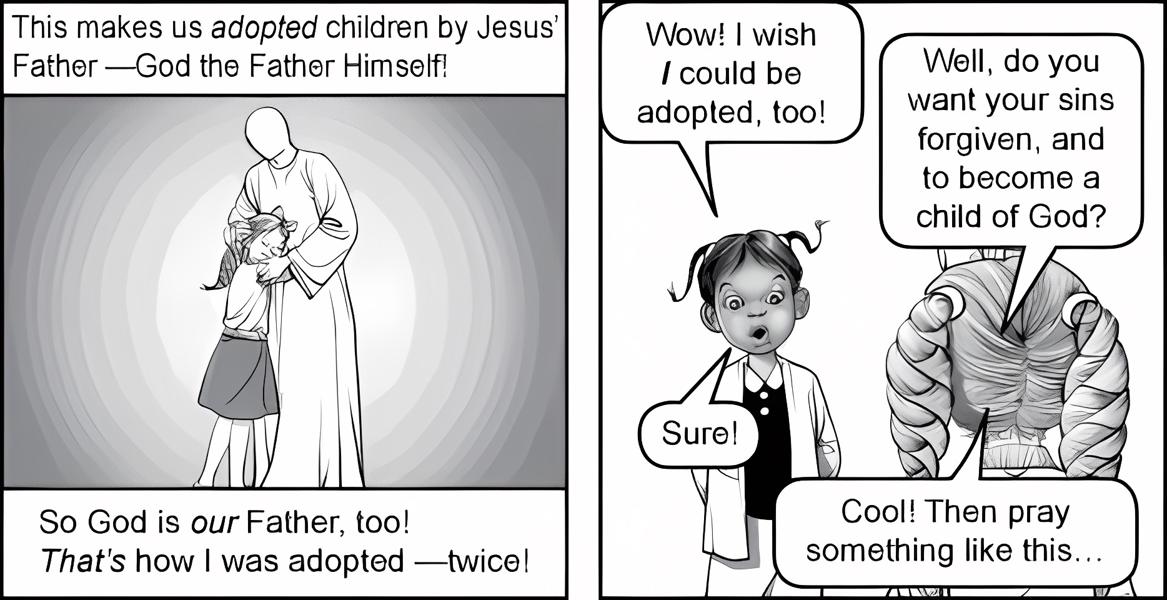 This makes us adopted children by Jesus'
Father —God the Father Himself!
So God is our Father, too!
That's how I was adopted —twice!
Wow! I wish
I could be
adopted, too!
Well, do you
want your sins
forgiven, and
to become a
child of God?
Sure!
Cool! Then pray
something like this...